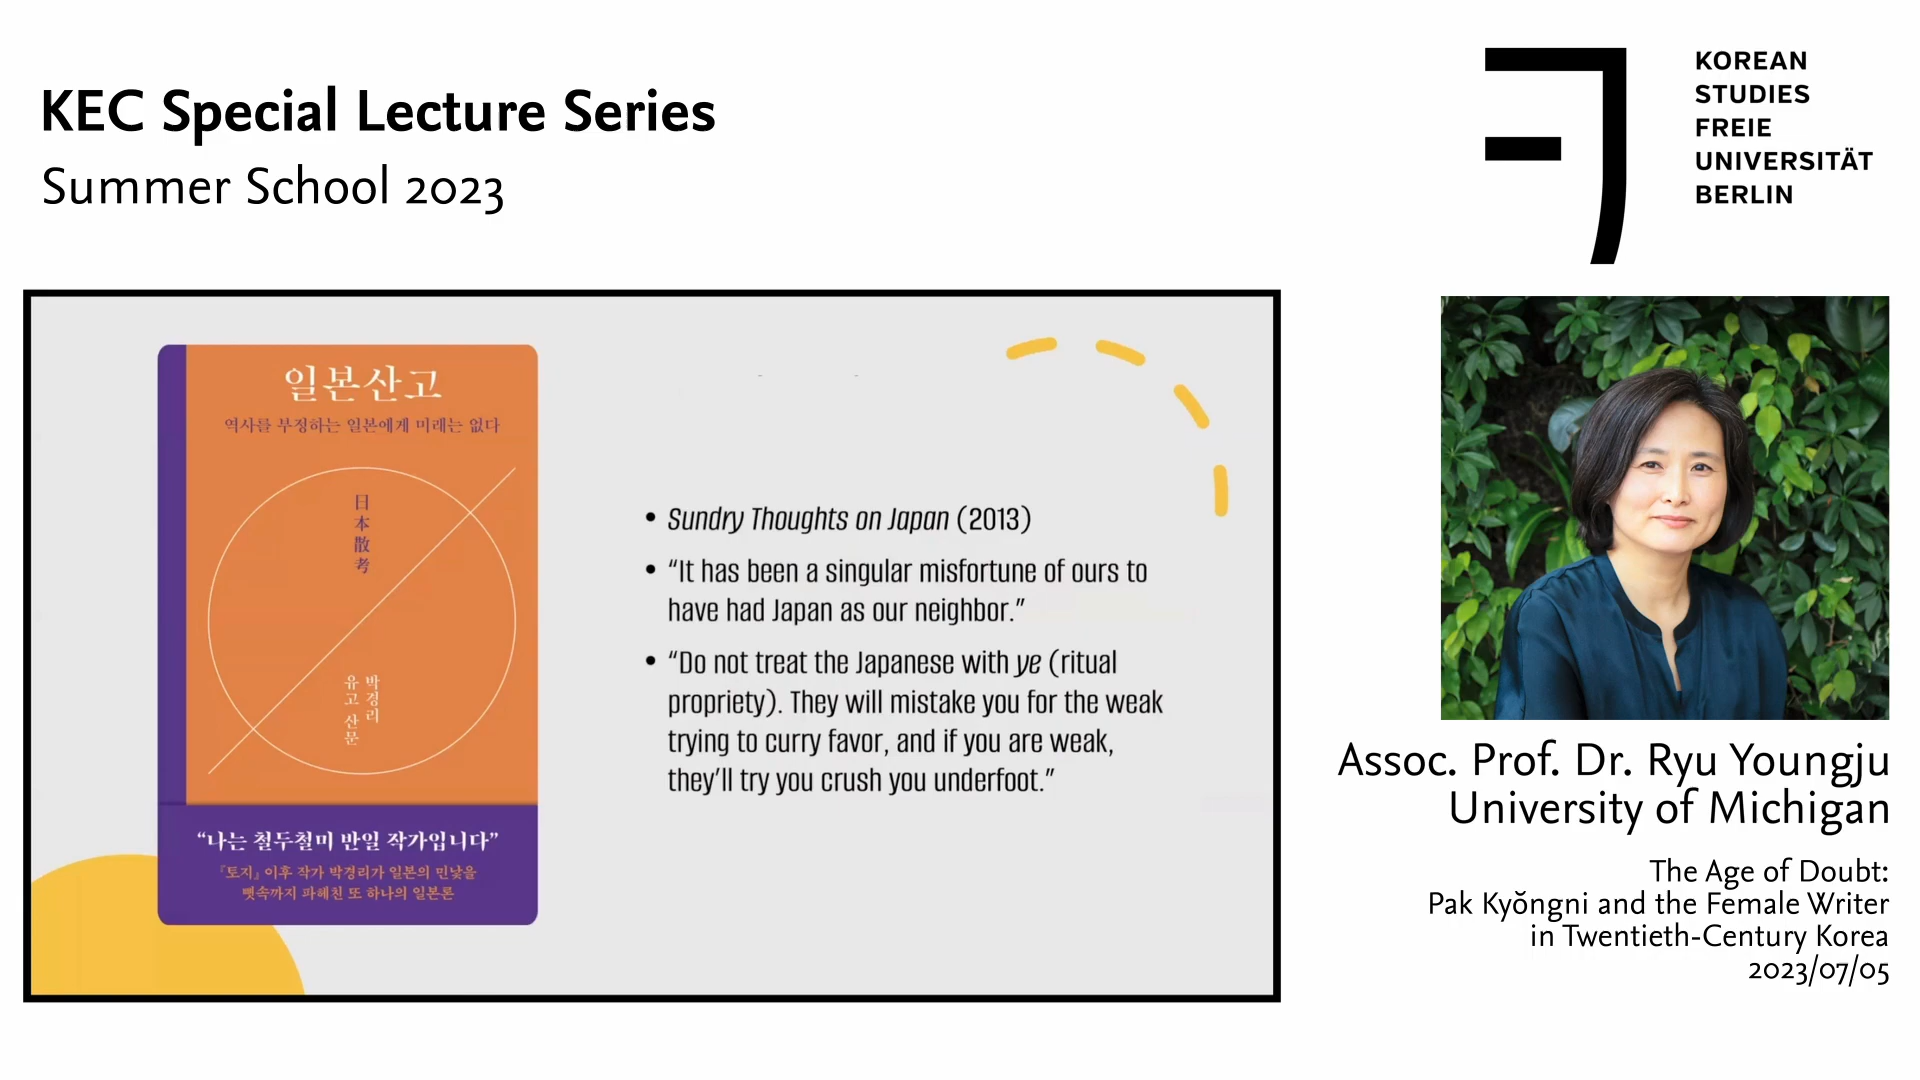 KEC Special Lecture Series
Summer School 2023
KOREAN
STUDIES
FREIE
UNIVERSITÄT
BERLIN
일본산고
역사를 부정하는 일본에게 미래는 없다
日本散考
박경리
유고 산문
“나는 철두철미 반일 작가입니다”
『토지』 이후 작가 박경리가 일본의 민낯을
뼛속까지 파헤친 또 하나의 일본론
• Sundry Thoughts on Japan (2013)
• “It has been a singular misfortune of ours to
have had Japan as our neighbor.”
• “Do not treat the Japanese with ye (ritual
propriety). They will mistake you for the weak
trying to curry favor, and if you are weak,
they’ll try you crush you underfoot.”
Assoc. Prof. Dr. Ryu Youngju
University of Michigan
The Age of Doubt:
Pak Kyŏngni and the Female Writer
in Twentieth-Century Korea
2023/07/05